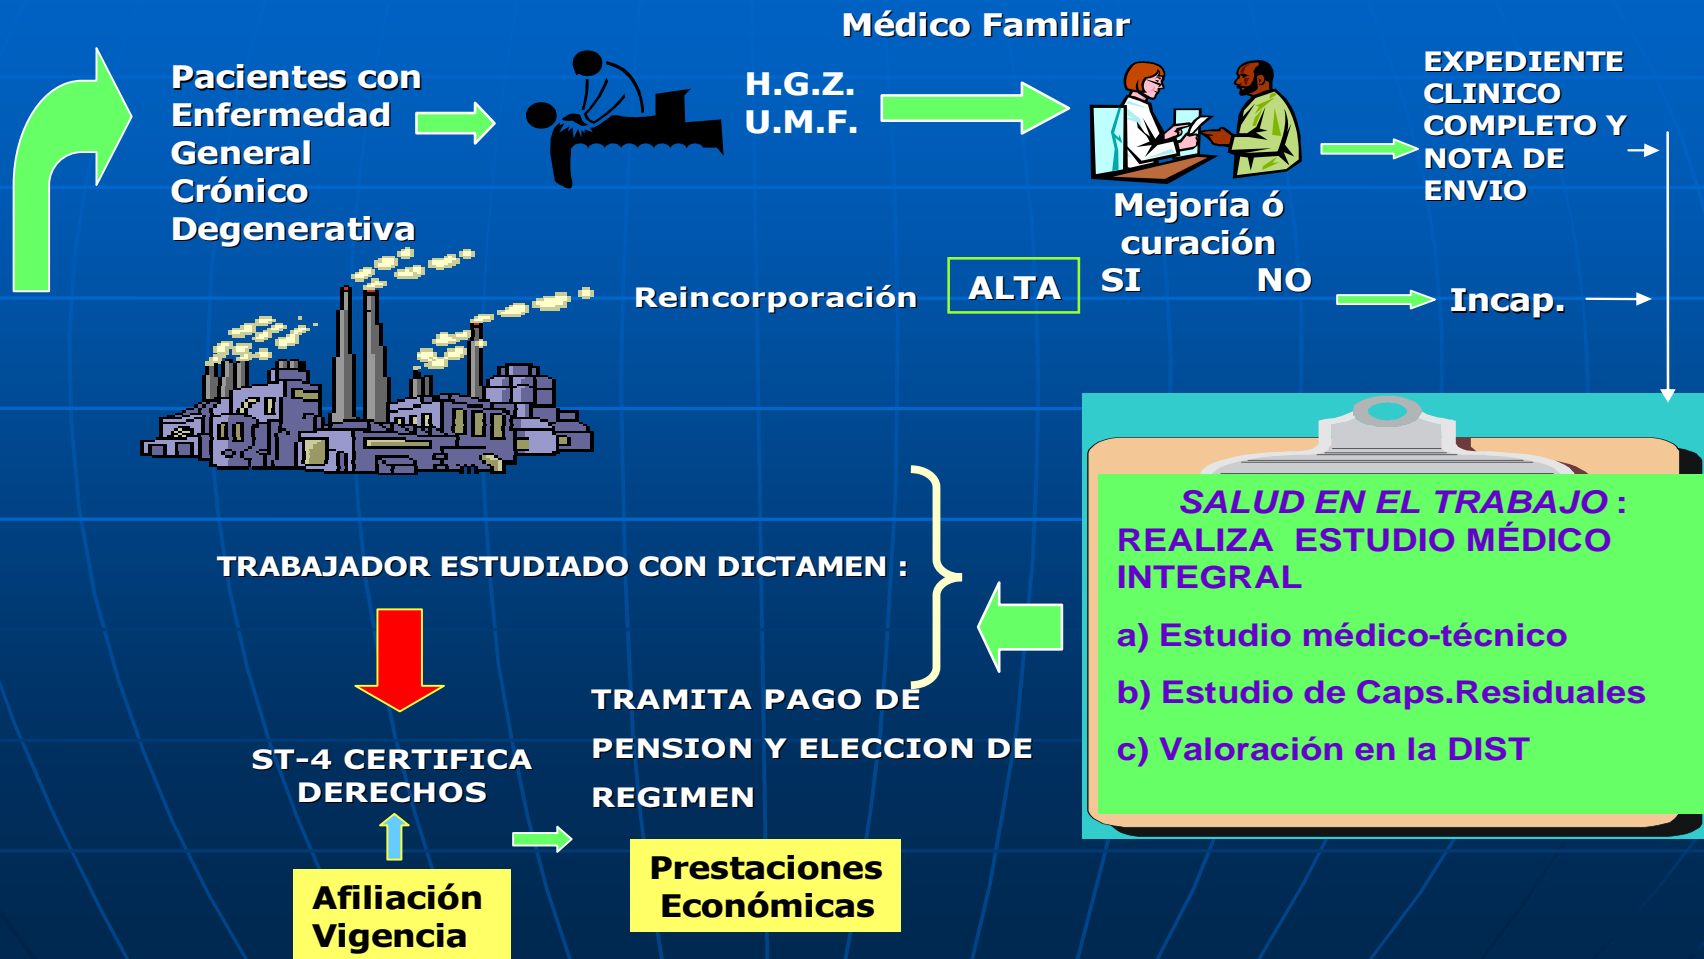 Médico Familiar
Pacientes con
Enfermedad
General
Crónico
Degenerativa
H.G.Z.
U.M.F.
EXPEDIENTE
CLINICO
COMPLETO Y
NOTA DE
ENVIO
Mejoría ó
curación
SI NO
ALTA
Reincorporación
Incap.
SALUD EN EL TRABAJO :
REALIZA ESTUDIO MÉDICO
INTEGRAL
a) Estudio médico-técnico
b) Estudio de Caps.Residuales
c) Valoración en la DIST
TRABAJADOR ESTUDIADO CON DICTAMEN :
ST-4 CERTIFICA
DERECHOS
Afiliación
Vigencia
TRAMITA PAGO DE
PENSION Y ELECCION DE
REGIMEN
Prestaciones
Económicas